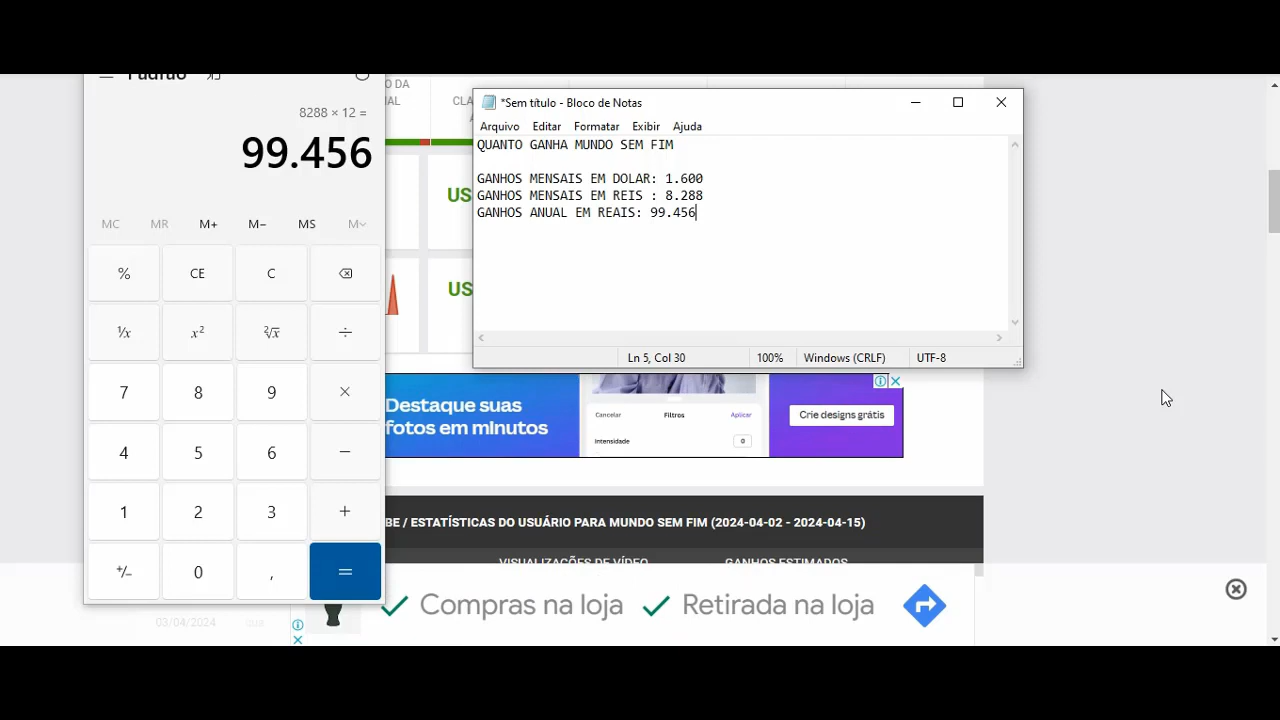 Padrão
8288 × 12 =
99.456
MC MR M+ M− MS M
% CE C
¹/x x² ²√x ÷
7 8 9 ×
4 5 6 −
1 2 3 +
+/− 0 , =
O DA
AL
CLA
US
US
*Sem título - Bloco de Notas
Arquivo Editar Formatar Exibir Ajuda
QUANTO GANHA MUNDO SEM FIM
GANHOS MENSAIS EM DOLAR: 1.600
GANHOS MENSAIS EM REIS : 8.288
GANHOS ANUAL EM REAIS: 99.456
Ln 5, Col 30 100% Windows (CRLF) UTF-8
Destaque suas
fotos em minutos
Cancelar Filtros Aplicar
Intensidade 0
Crie designs grátis
BE / ESTATÍSTICAS DO USUÁRIO PARA MUNDO SEM FIM (2024-04-02 - 2024-04-15)
VISUALIZAÇÕES DE VÍDEO GANHOS ESTIMADOS
Compras na loja Retirada na loja
03/04/2024 qua